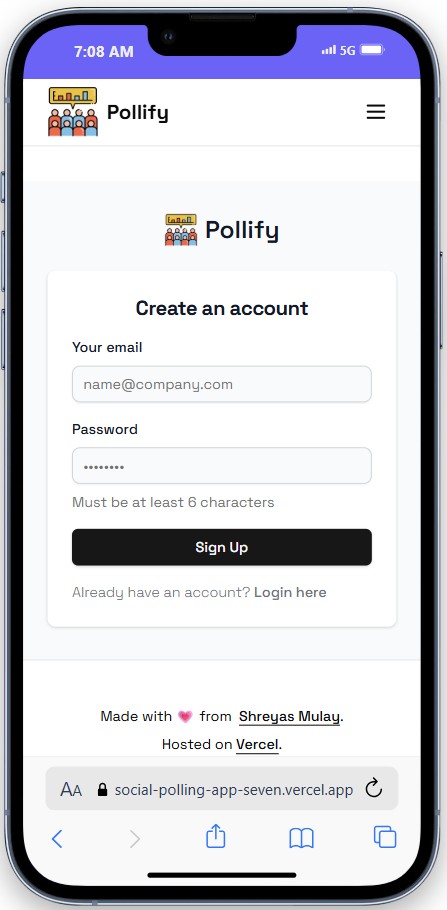 7:08 AM 5G
Pollify
Pollify
Create an account
Your email
name@company.com
Password
••••••••
Must be at least 6 characters
Sign Up
Already have an account? Login here
Made with 💗 from Shreyas Mulay.
Hosted on Vercel.
AA social-polling-app-seven.vercel.app